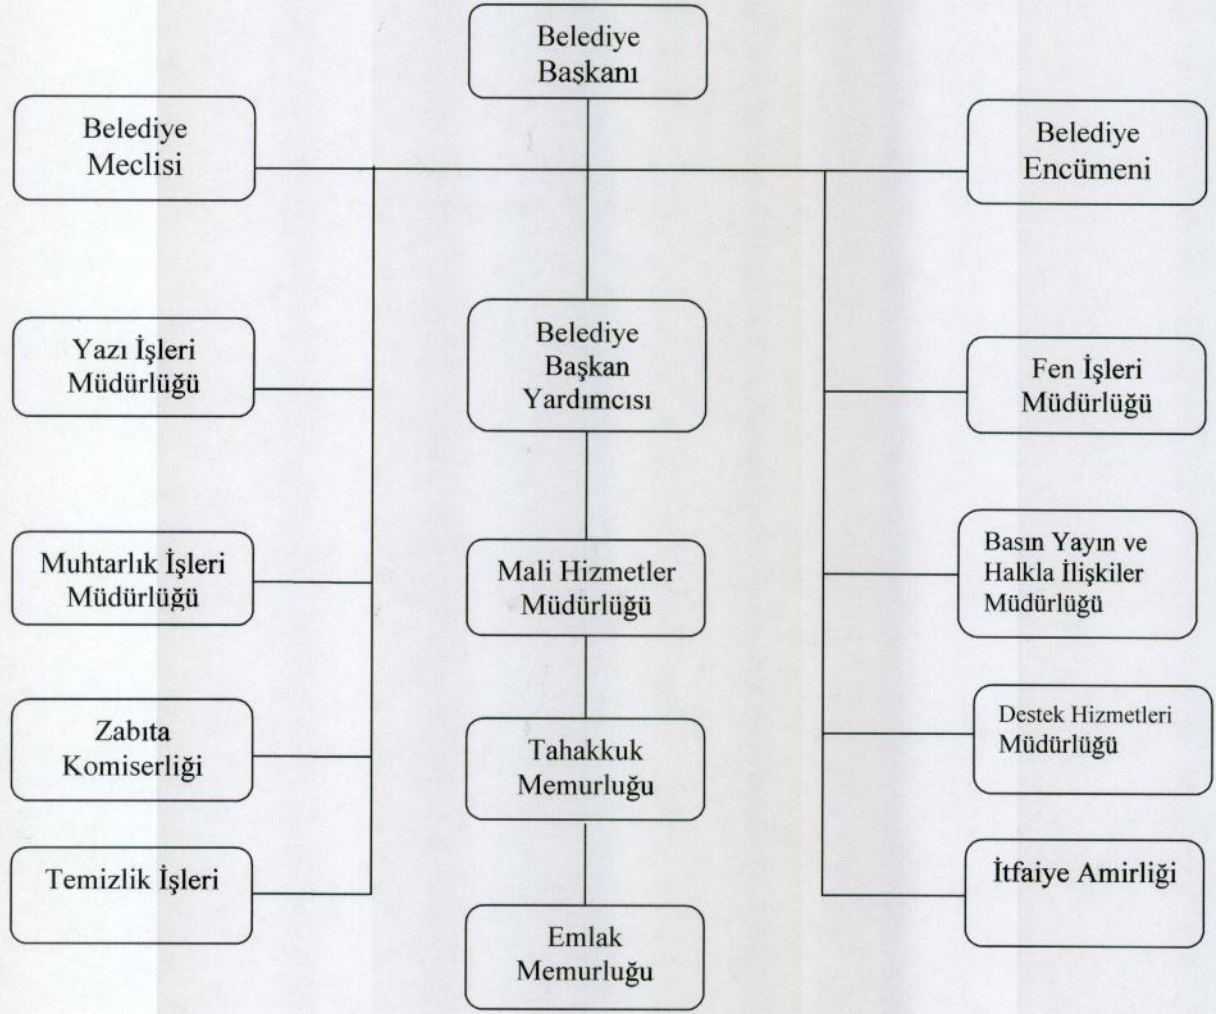 Belediye
Başkanı
Belediye
Meclisi
Belediye
Encümeni
Yazı İşleri
Müdürlüğü
Belediye
Başkan
Yardımcısı
Fen İşleri
Müdürlüğü
Muhtarlık İşleri
Müdürlüğü
Mali Hizmetler
Müdürlüğü
Basın Yayın ve
Halkla İlişkiler
Müdürlüğü
Zabıta
Komiserliği
Tahakkuk
Memurluğu
Destek Hizmetleri
Müdürlüğü
Temizlik İşleri
Emlak
Memurluğu
İtfaiye Amirliği